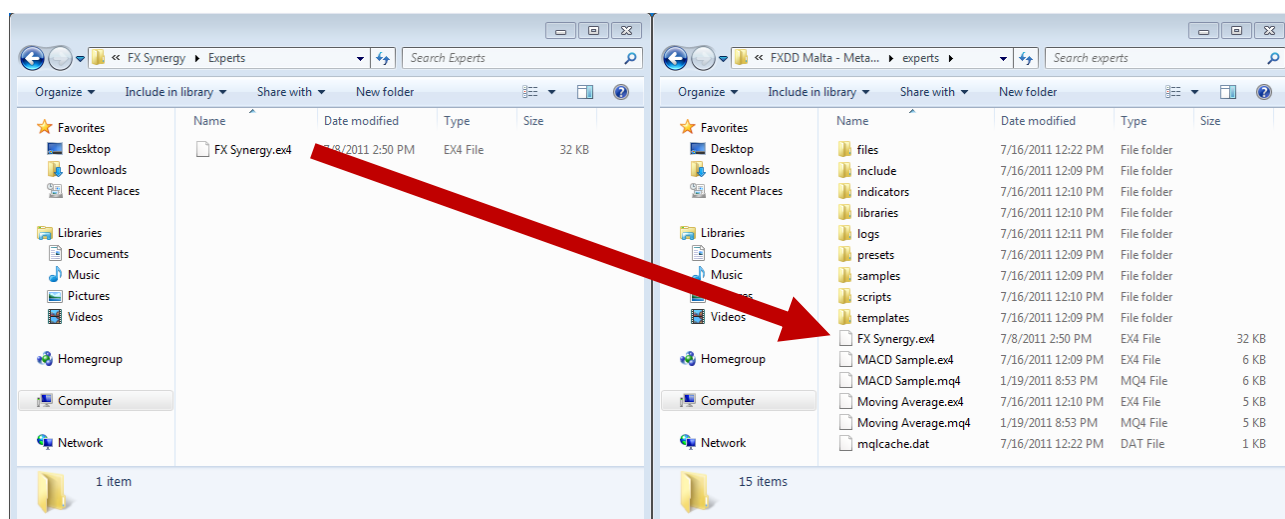 « FX Synergy ▸ Experts
Search Experts
Organize
Include in library
Share with
New folder
Favorites
Desktop
Downloads
Recent Places
Libraries
Documents
Music
Pictures
Videos
Homegroup
Computer
Network
Name Date modified Type Size
FX Synergy.ex4 7/8/2011 2:50 PM EX4 File 32 KB
1 item
« FXDD Malta - Meta... ▸ experts ▸
Search experts
Organize
Include in library
Share with
New folder
Favorites
Desktop
Downloads
Recent Places
Libraries
Documents
Music
Videos
Homegroup
Computer
Network
Name Date modified Type Size
files 7/16/2011 12:22 PM File folder
include 7/16/2011 12:09 PM File folder
indicators 7/16/2011 12:10 PM File folder
libraries 7/16/2011 12:10 PM File folder
logs 7/16/2011 12:11 PM File folder
presets 7/16/2011 12:09 PM File folder
samples 7/16/2011 12:09 PM File folder
scripts 7/16/2011 12:10 PM File folder
templates 7/16/2011 12:09 PM File folder
FX Synergy.ex4 7/8/2011 2:50 PM EX4 File 32 KB
MACD Sample.ex4 7/16/2011 12:09 PM EX4 File 6 KB
MACD Sample.mq4 1/19/2011 8:53 PM MQ4 File 6 KB
Moving Average.ex4 7/16/2011 12:10 PM EX4 File 5 KB
Moving Average.mq4 1/19/2011 8:53 PM MQ4 File 5 KB
mqlcache.dat 7/16/2011 12:22 PM DAT File 1 KB
15 items